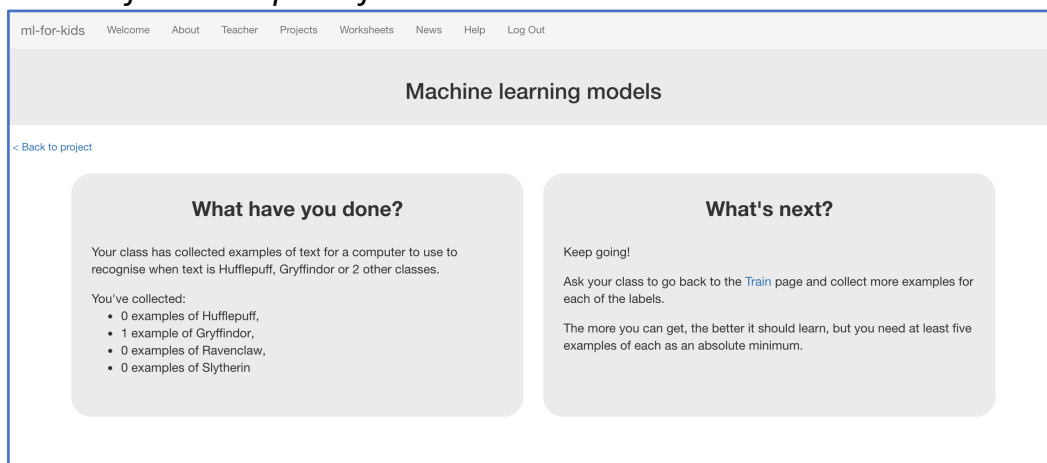 ml-for-kids Welcome About Teacher Projects Worksheets News Help Log Out
Machine learning models
< Back to project
What have you done?
Your class has collected examples of text for a computer to use to
recognise when text is Hufflepuff, Gryffindor or 2 other classes.
You've collected:
• 0 examples of Hufflepuff,
• 1 example of Gryffindor,
• 0 examples of Ravenclaw,
• 0 examples of Slytherin
What's next?
Keep going!
Ask your class to go back to the Train page and collect more examples for
each of the labels.
The more you can get, the better it should learn, but you need at least five
examples of each as an absolute minimum.